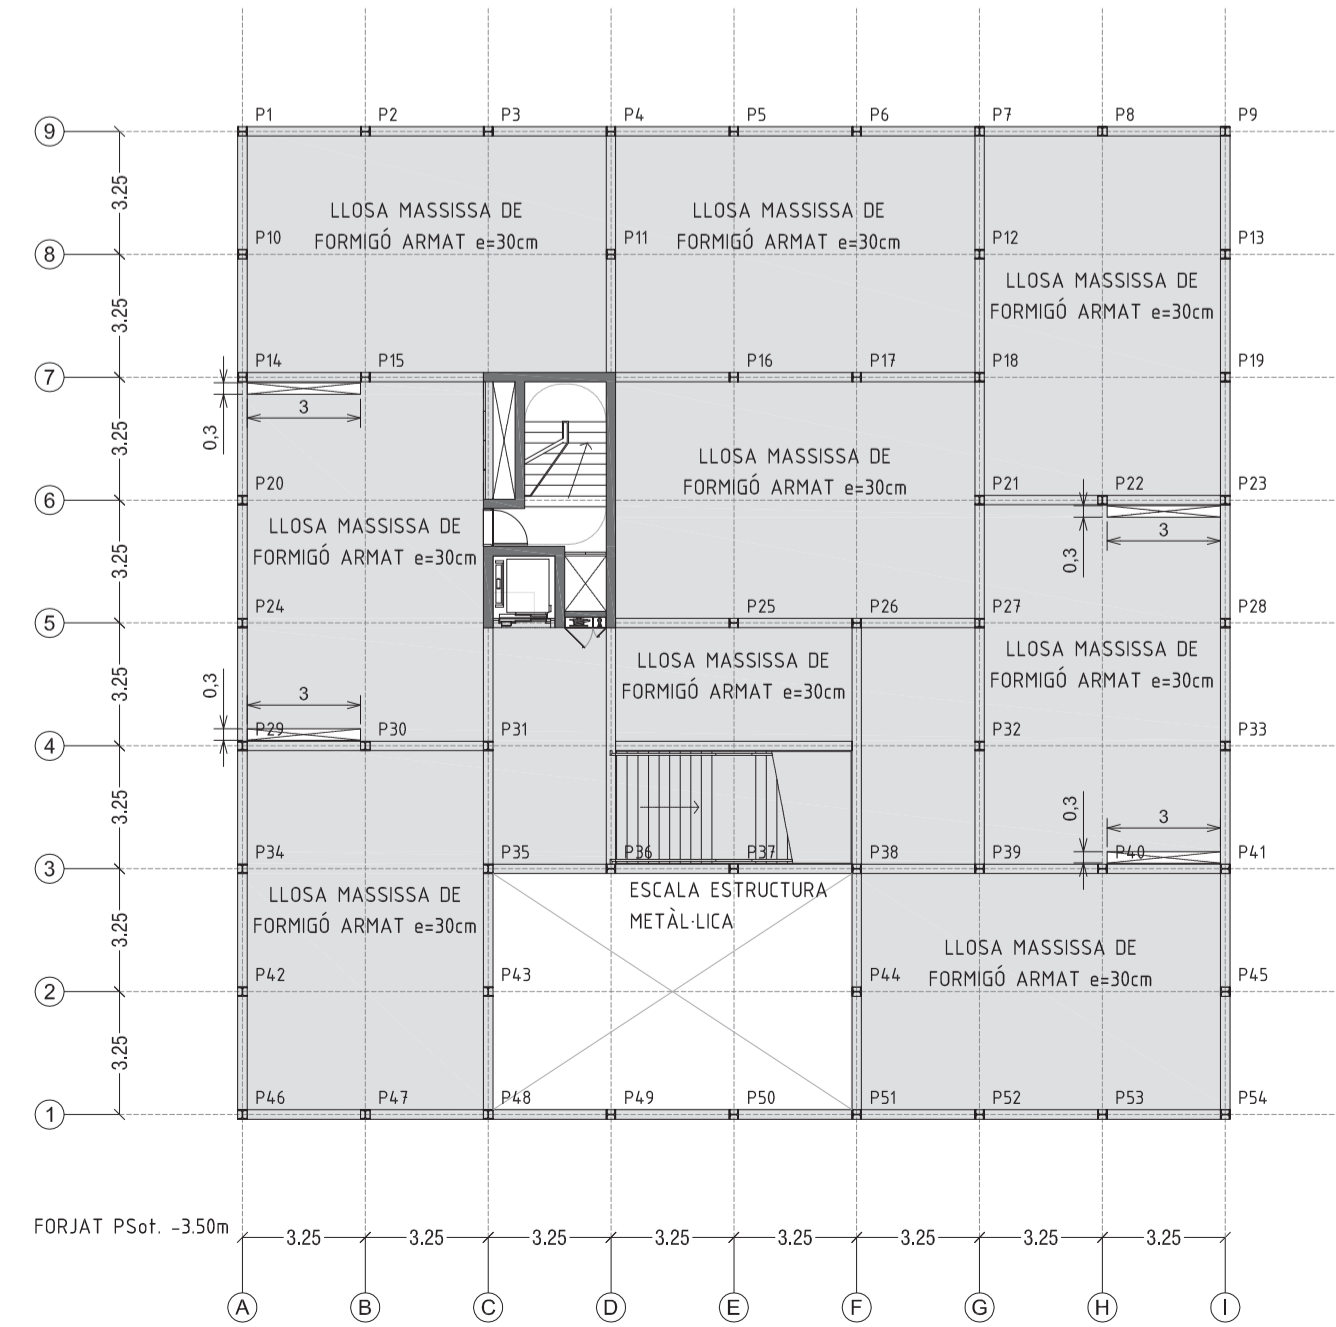 P1 P2 P3 P4 P5 P6 P7 P8 P9
9
3.25
LLOSA MASSISSA DE
FORMIGÓ ARMAT e=30cm
LLOSA MASSISSA DE
FORMIGÓ ARMAT e=30cm
P10 P11 P12 P13
8
LLOSA MASSISSA DE
FORMIGÓ ARMAT e=30cm
3.25
P14 P15 P16 P17 P18 P19
7
3
0,3
3.25
LLOSA MASSISSA DE
FORMIGÓ ARMAT e=30cm
P20 P21 P22 P23
6
LLOSA MASSISSA DE
FORMIGÓ ARMAT e=30cm
3
0,3
3.25
P24 P25 P26 P27 P28
5
LLOSA MASSISSA DE
FORMIGÓ ARMAT e=30cm
LLOSA MASSISSA DE
FORMIGÓ ARMAT e=30cm
3
0,3
3.25
P29 P30 P31 P32 P33
4
3
0,3
3.25
P34 P35 P36 P37 P38 P39 P40 P41
3
ESCALA ESTRUCTURA
METÀL·LICA
LLOSA MASSISSA DE
FORMIGÓ ARMAT e=30cm
LLOSA MASSISSA DE
FORMIGÓ ARMAT e=30cm
3.25
P42 P43 P44 P45
2
3.25
P46 P47 P48 P49 P50 P51 P52 P53 P54
1
FORJAT PSot. -3.50m
3.25 3.25 3.25 3.25 3.25 3.25 3.25 3.25
A B C D E F G H I